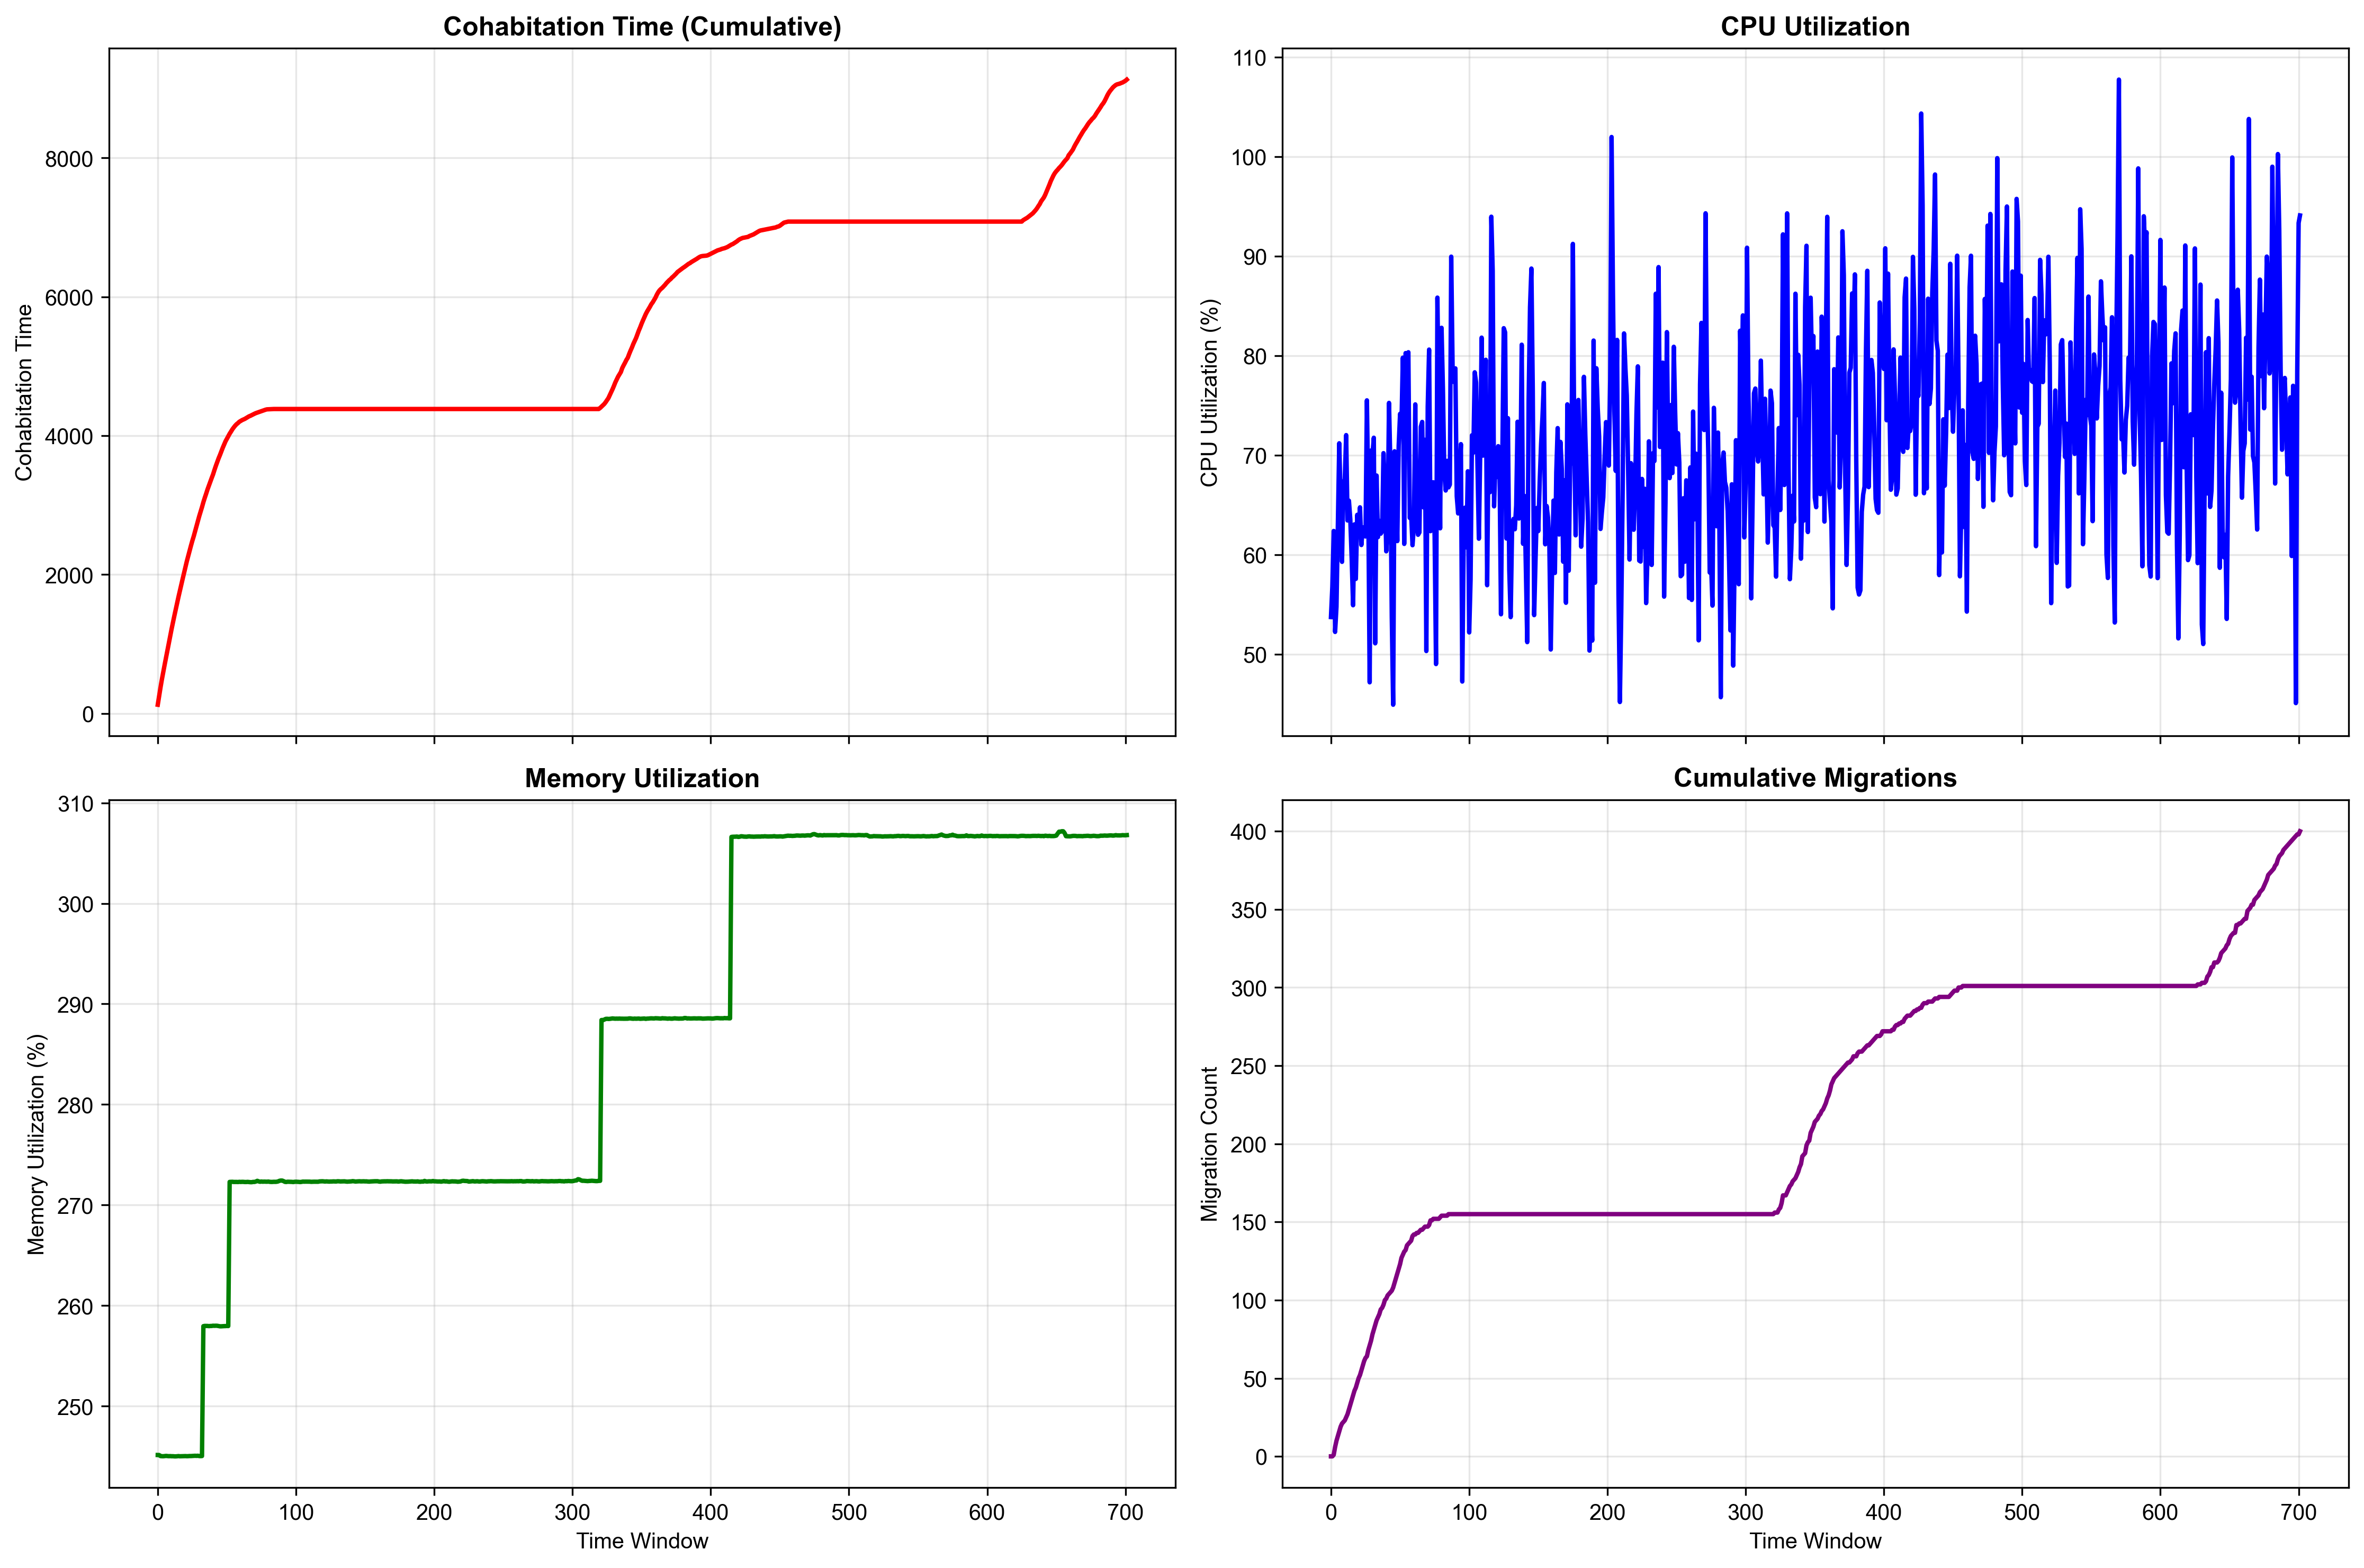 Cohabitation Time (Cumulative)
Cohabitation Time
8000
6000
4000
2000
0
CPU Utilization
CPU Utilization (%)
110
100
90
80
70
60
50
Memory Utilization
Memory Utilization (%)
310
300
290
280
270
260
250
0 100 200 300 400 500 600 700
Time Window
Cumulative Migrations
Migration Count
400
350
300
250
200
150
100
50
0
0 100 200 300 400 500 600 700
Time Window